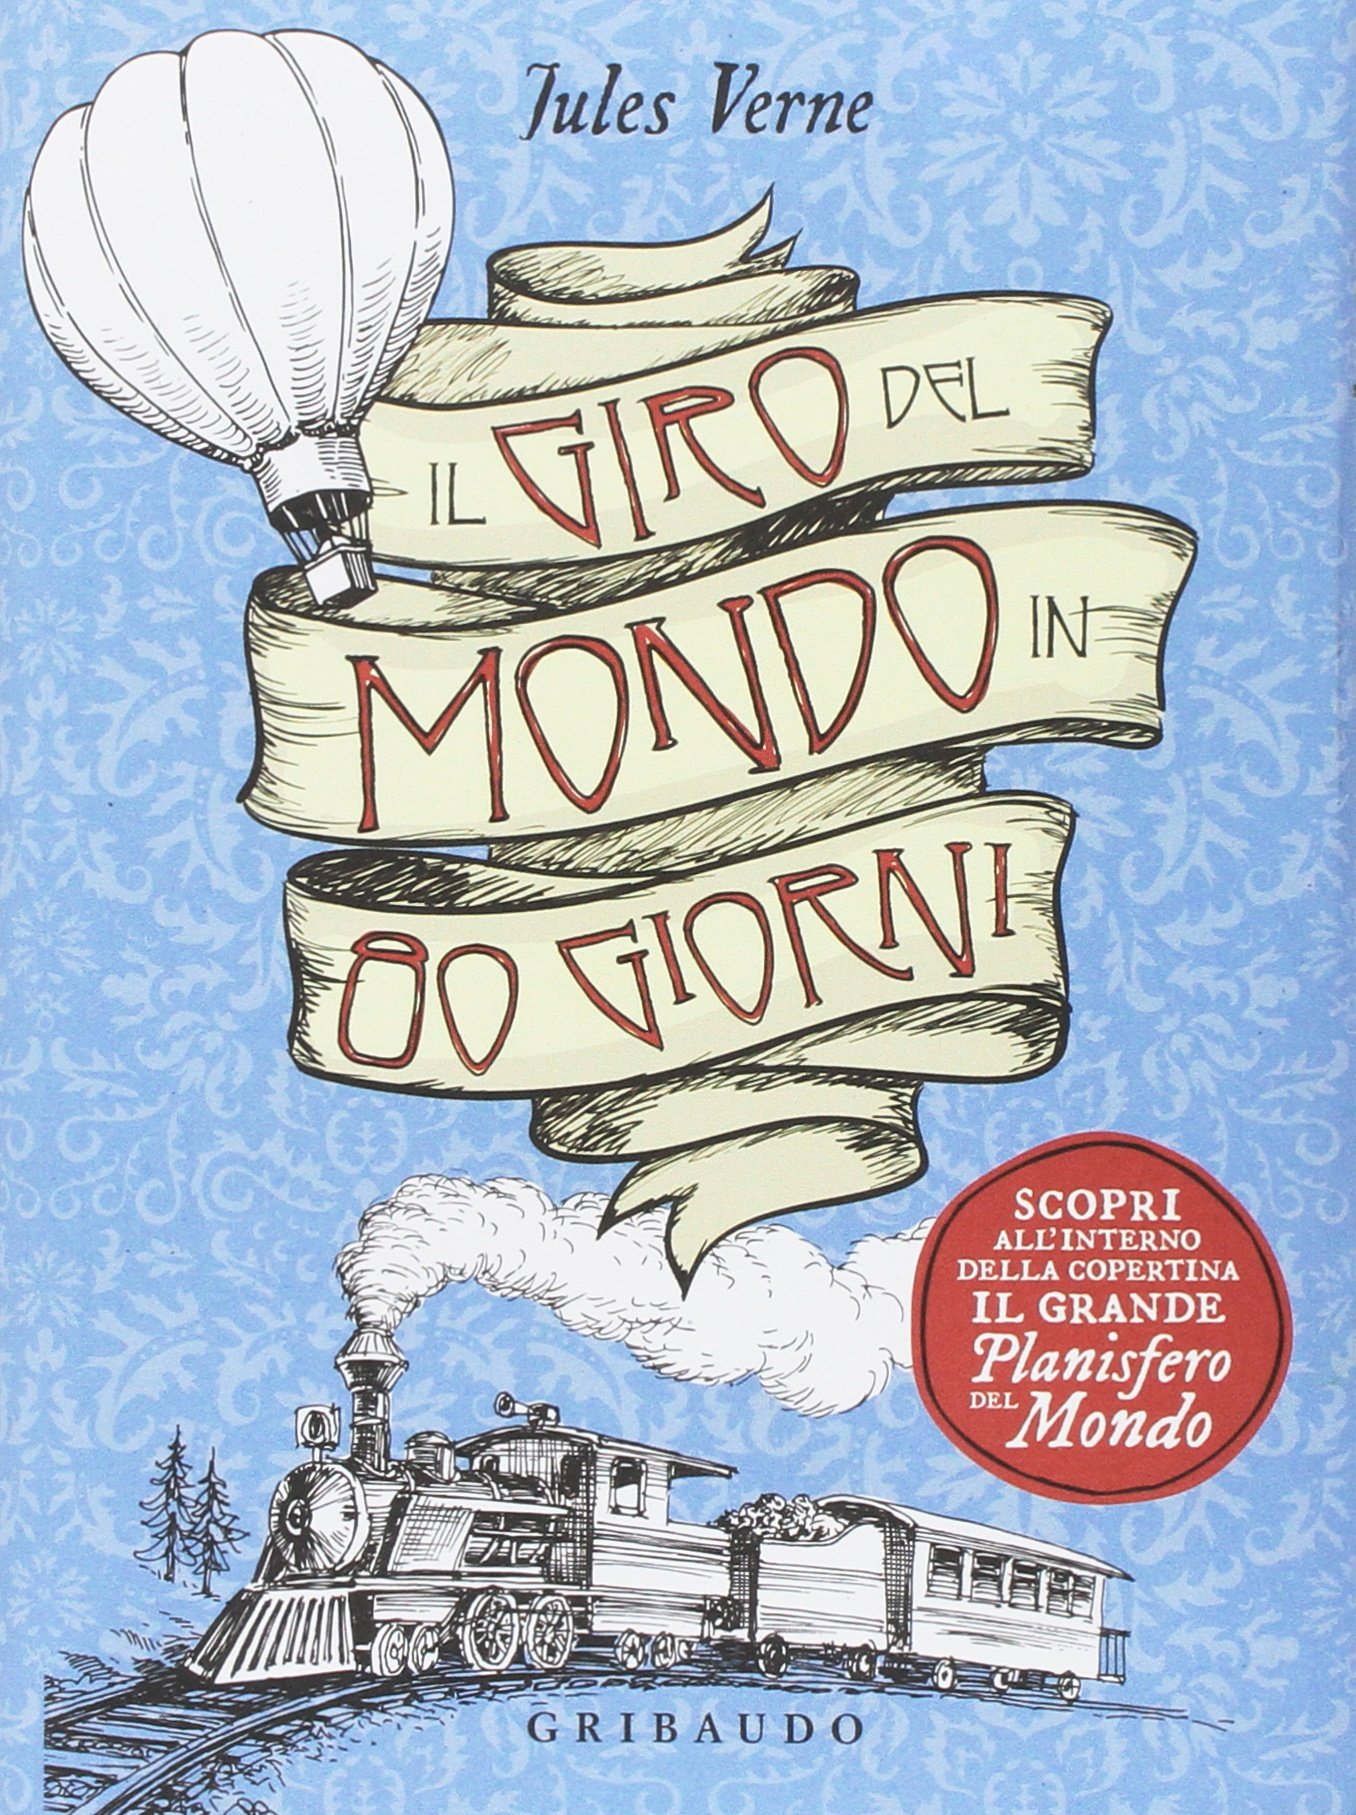 Jules Verne
IL GIRO DEL
MONDO IN
80 GIORNI
SCOPRI
ALL'INTERNO
DELLA COPERTINA
IL GRANDE
Planisfero
DEL Mondo
GRIBAUDO